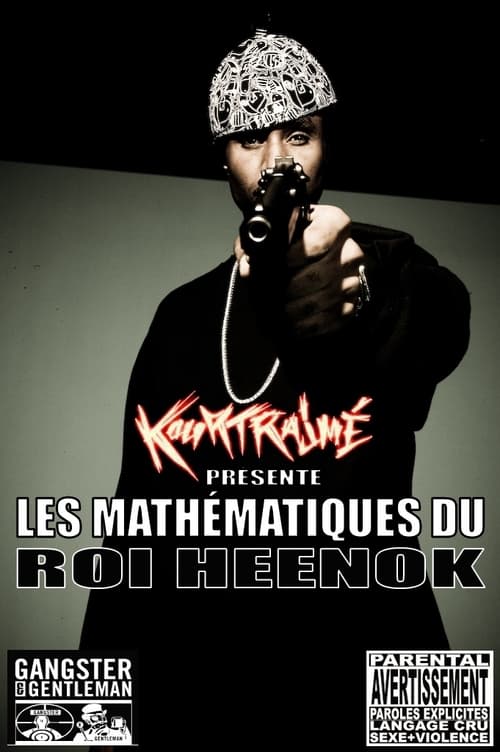 KOURTRAJMÉ
PRESENTE
LES MATHÉMATIQUES DU
ROI HEENOK
GANGSTER
& GENTLEMAN
GANGSTER
GENTLEMAN
PARENTAL
AVERTISSEMENT
PAROLES EXPLICITES
LANGAGE CRU
SEXE+VIOLENCE